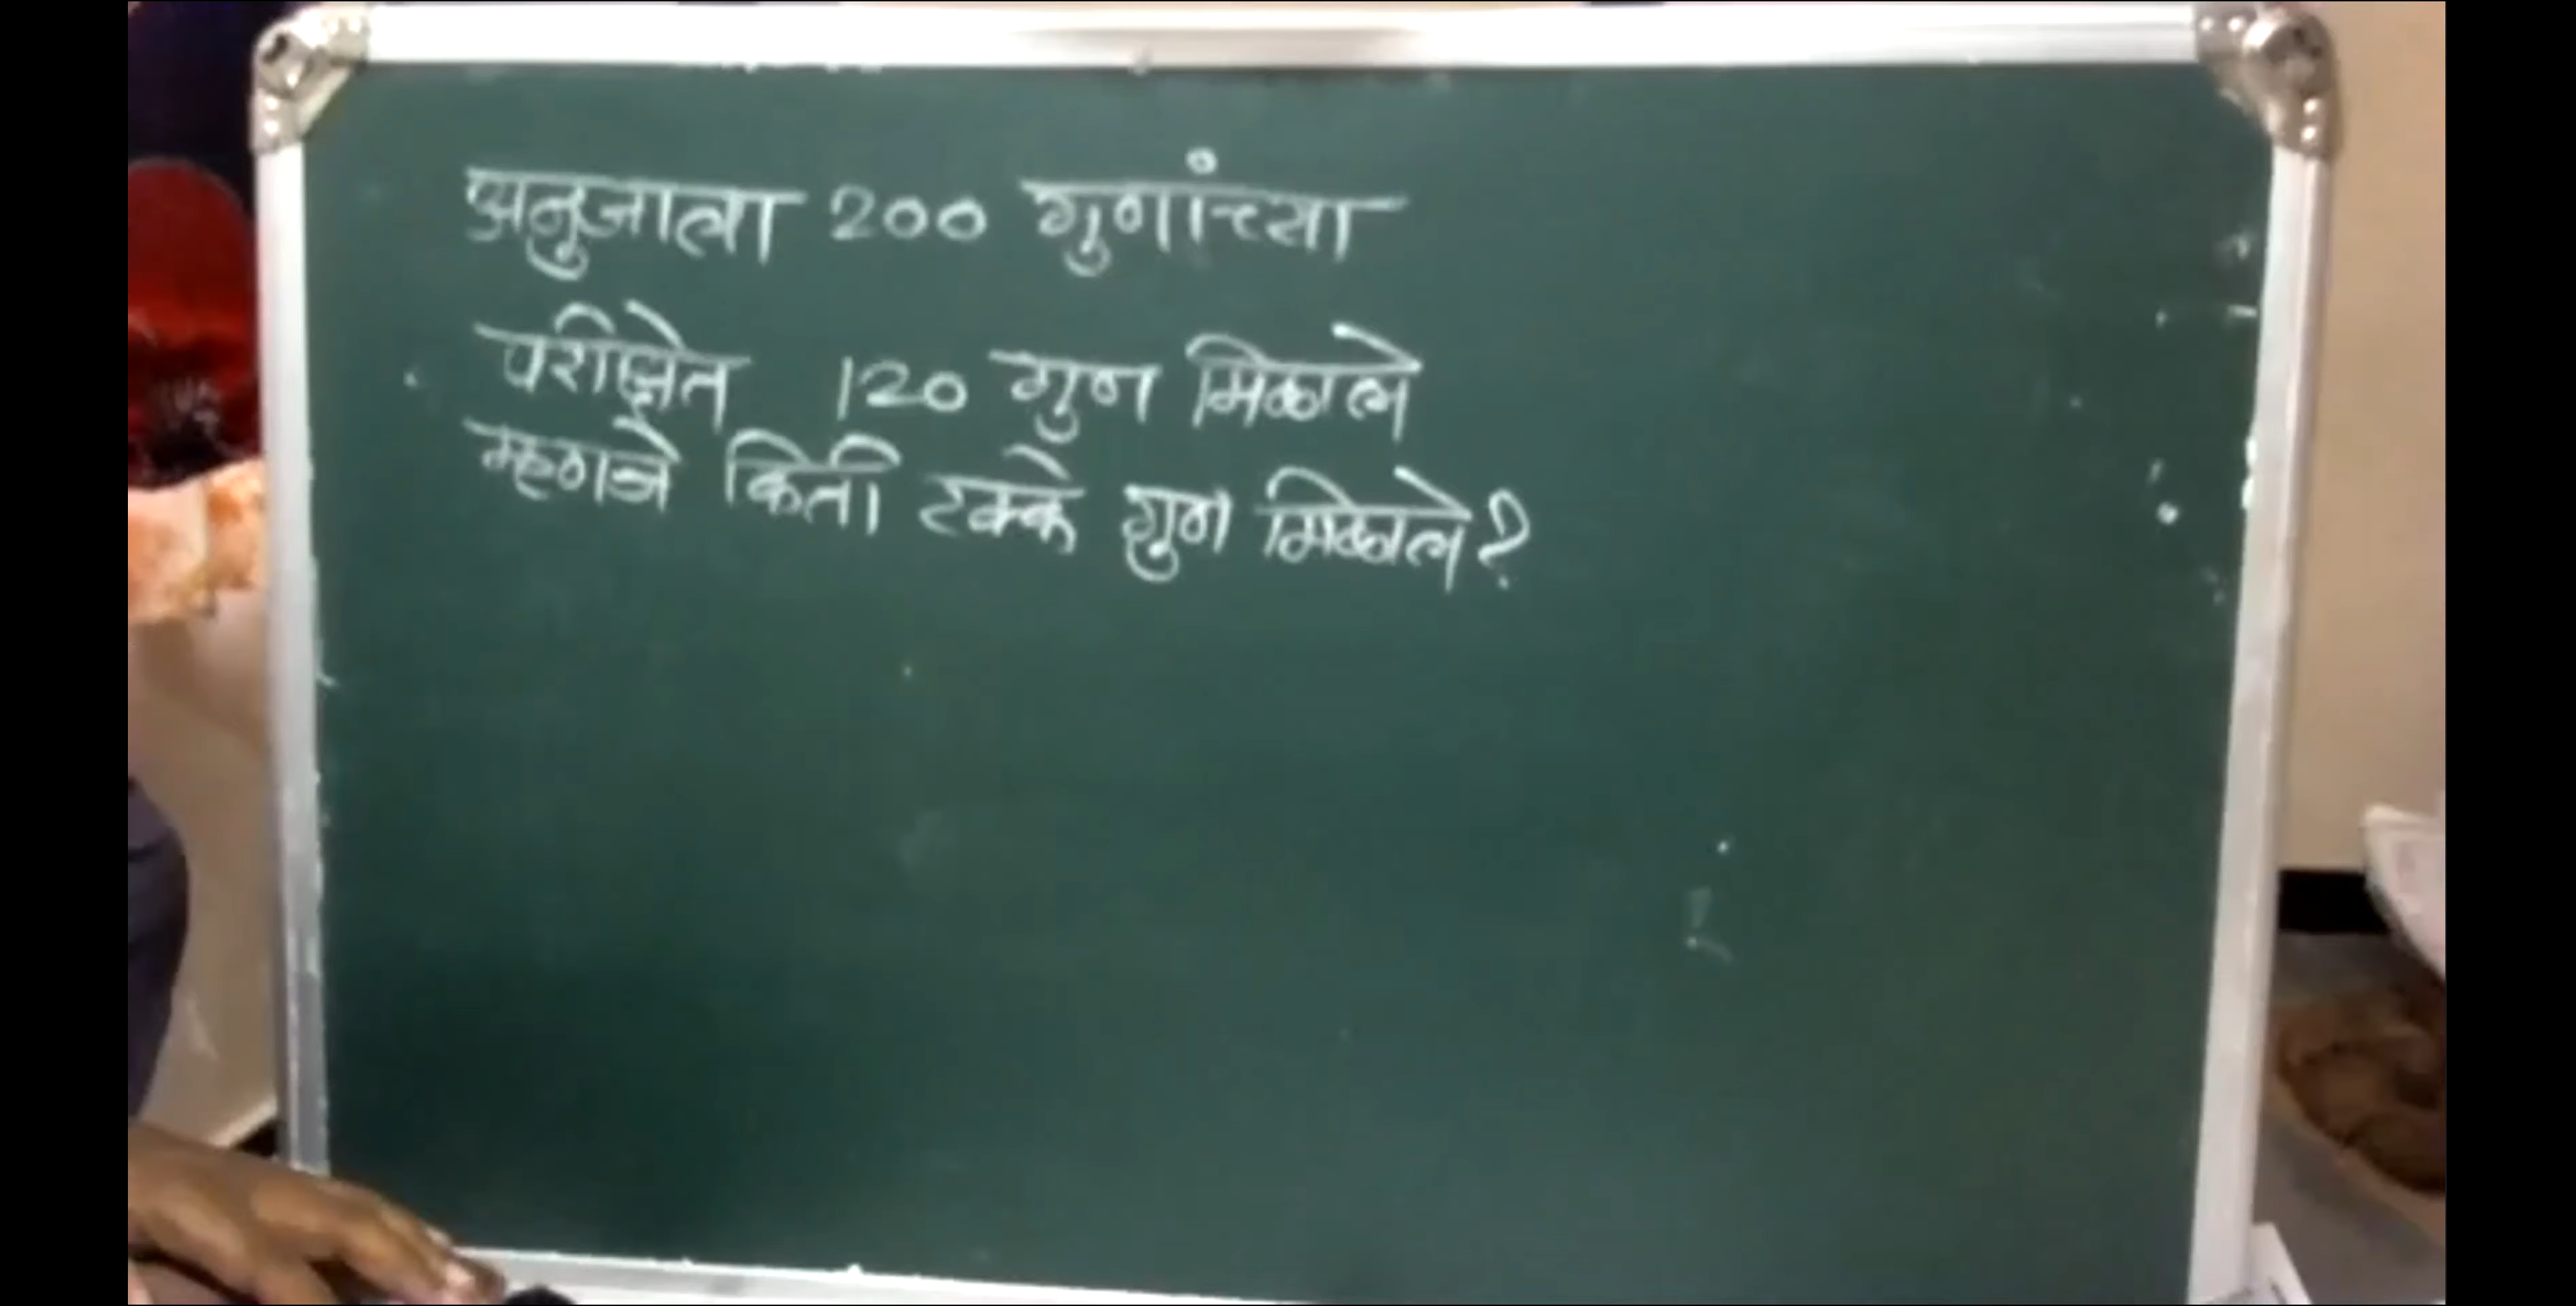 अनुजाला 200 गुणांच्या
परीक्षेत 120 गुण मिळाले
म्हणजे किती टक्के गुण मिळाले?